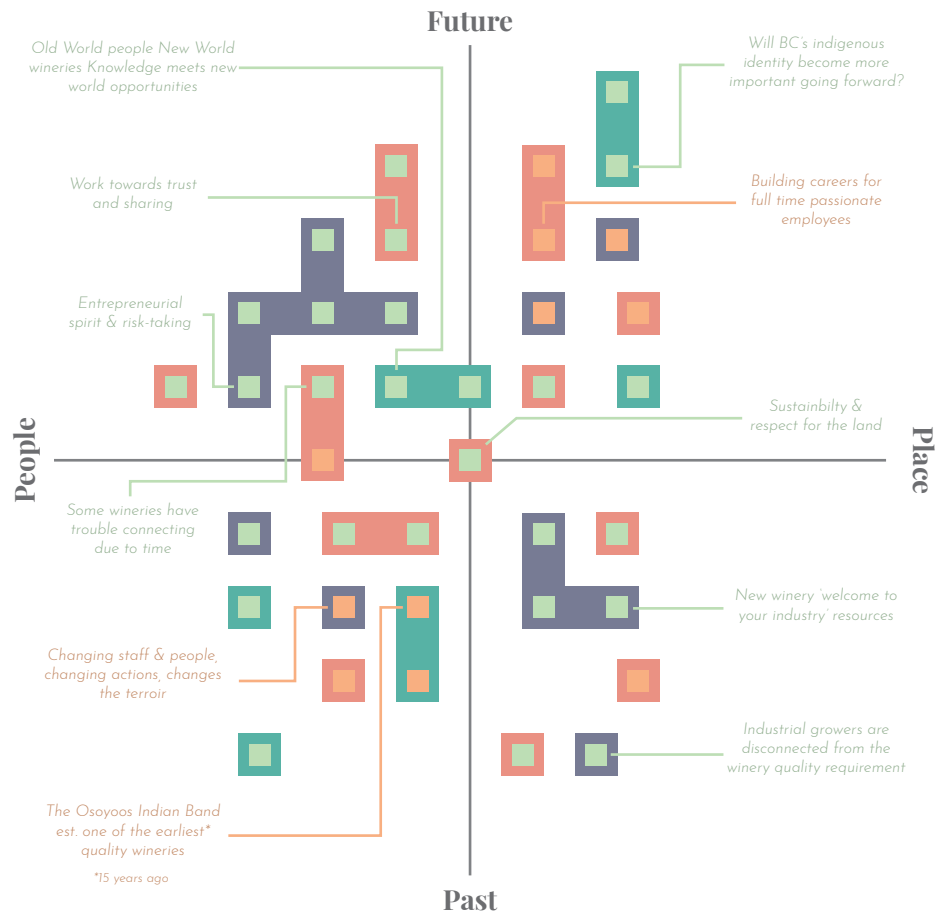 Future
Old World people New World
wineries Knowledge meets new
world opportunities
Will BC's indigenous
identity become more
important going forward?
Work towards trust
and sharing
Building careers for
full time passionate
employees
Entrepreneurial
spirit & risk-taking
Sustainbilty &
respect for the land
People
Place
Some wineries have
trouble connecting
due to time
New winery 'welcome to
your industry' resources
Changing staff & people,
changing actions, changes
the terroir
Industrial growers are
disconnected from the
winery quality requirement
The Osoyoos Indian Band
est. one of the earliest*
quality wineries
*15 years ago
Past